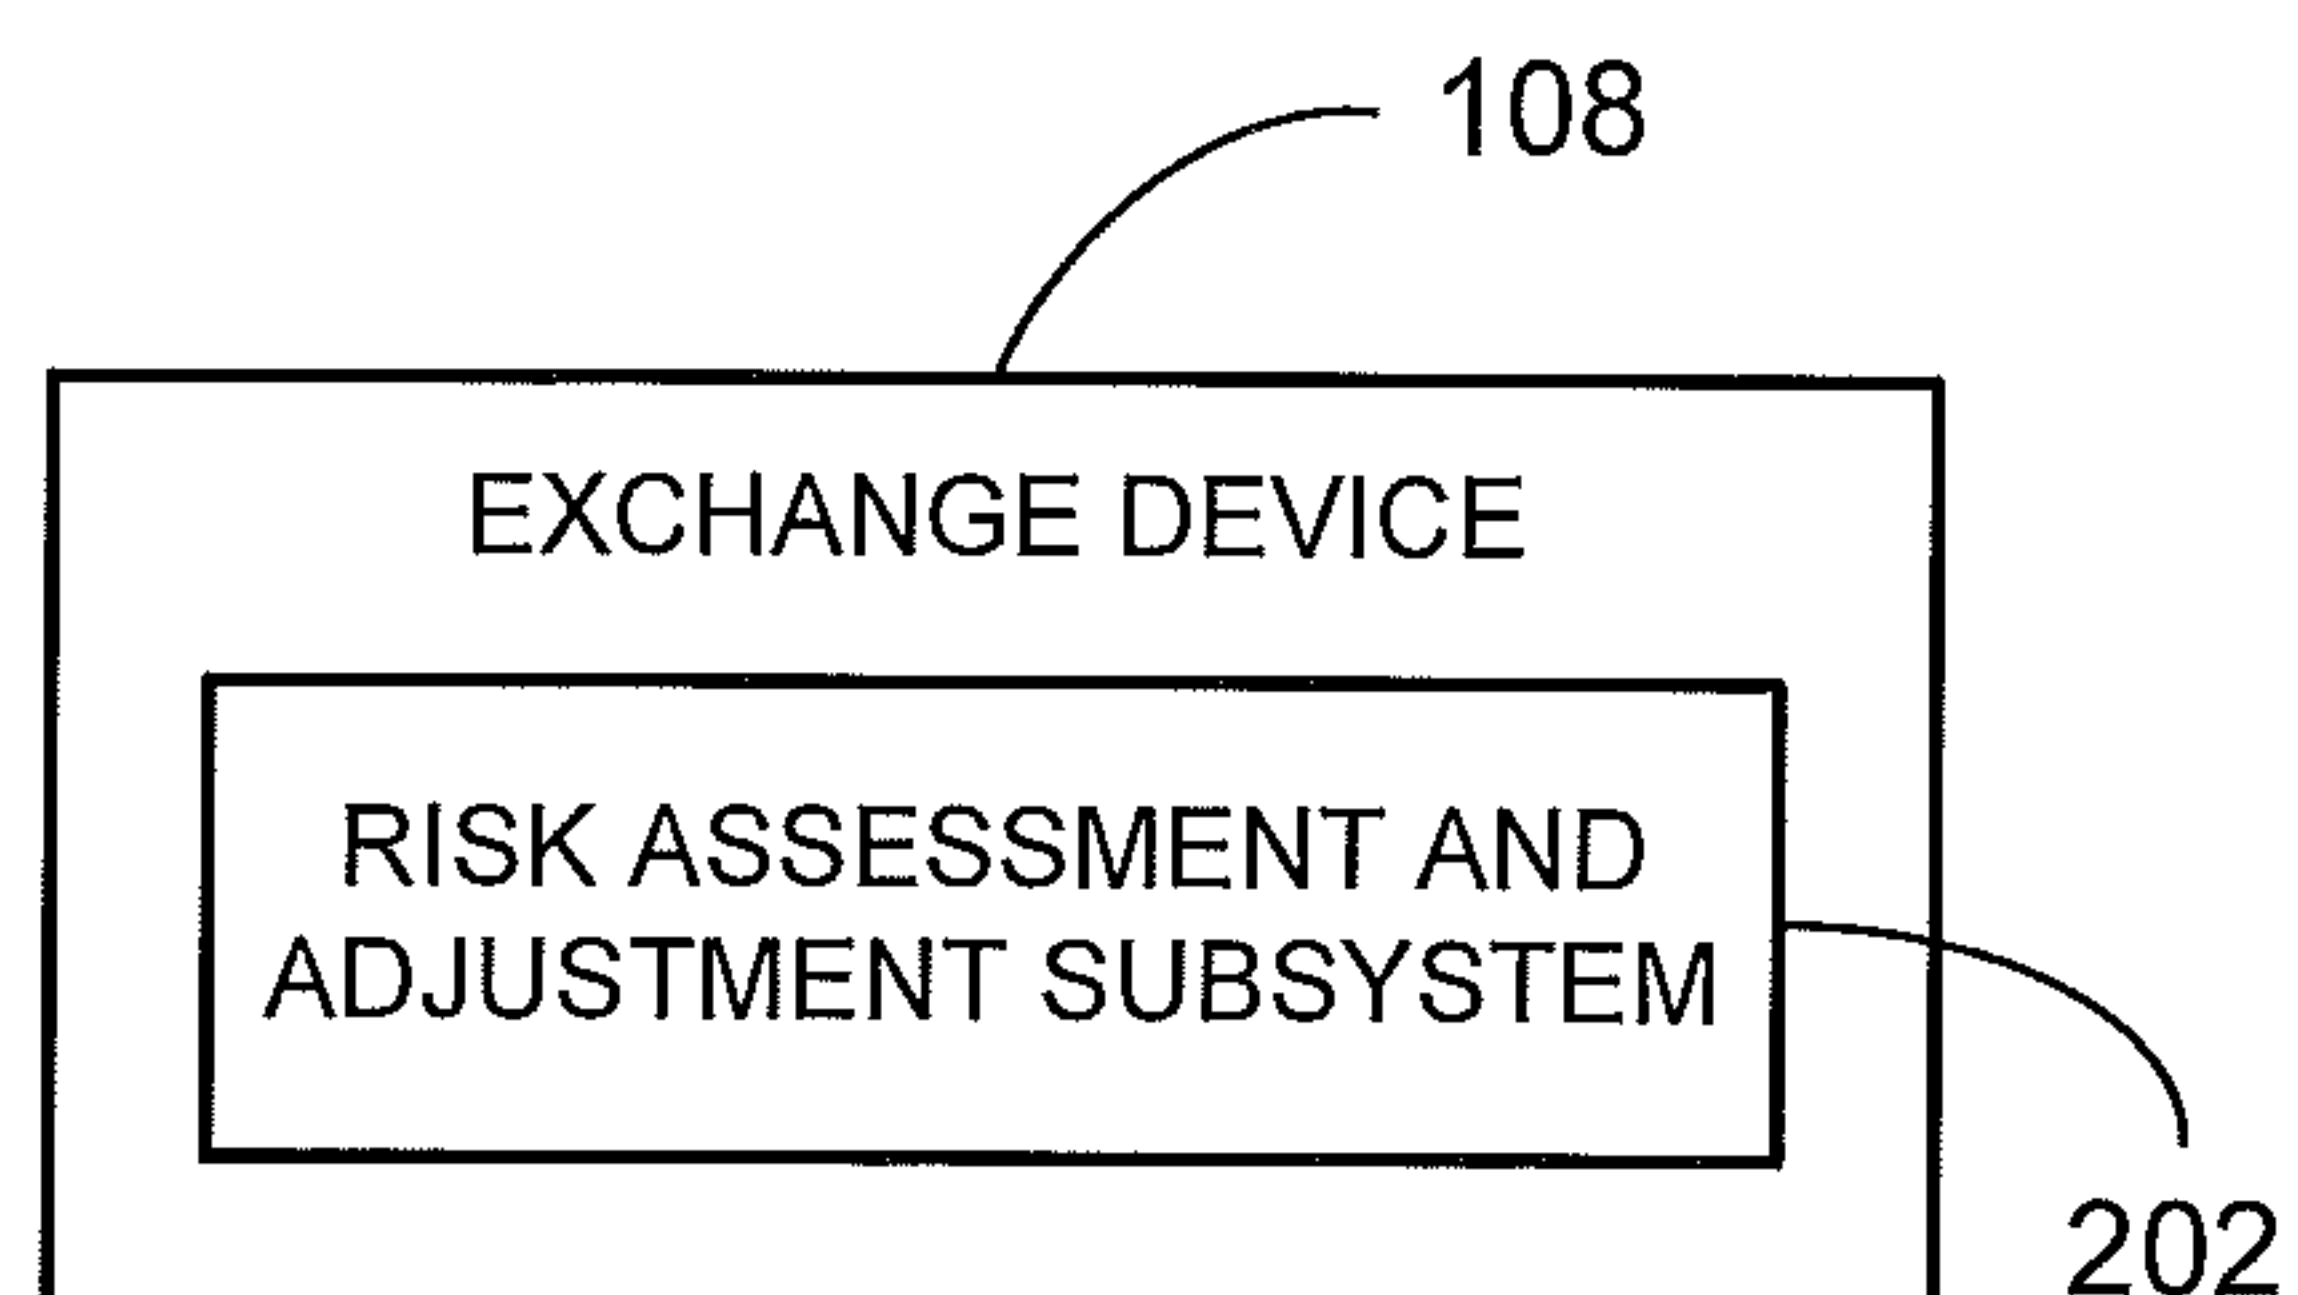 108
EXCHANGE DEVICE
RISK ASSESSMENT AND
ADJUSTMENT SUBSYSTEM
202